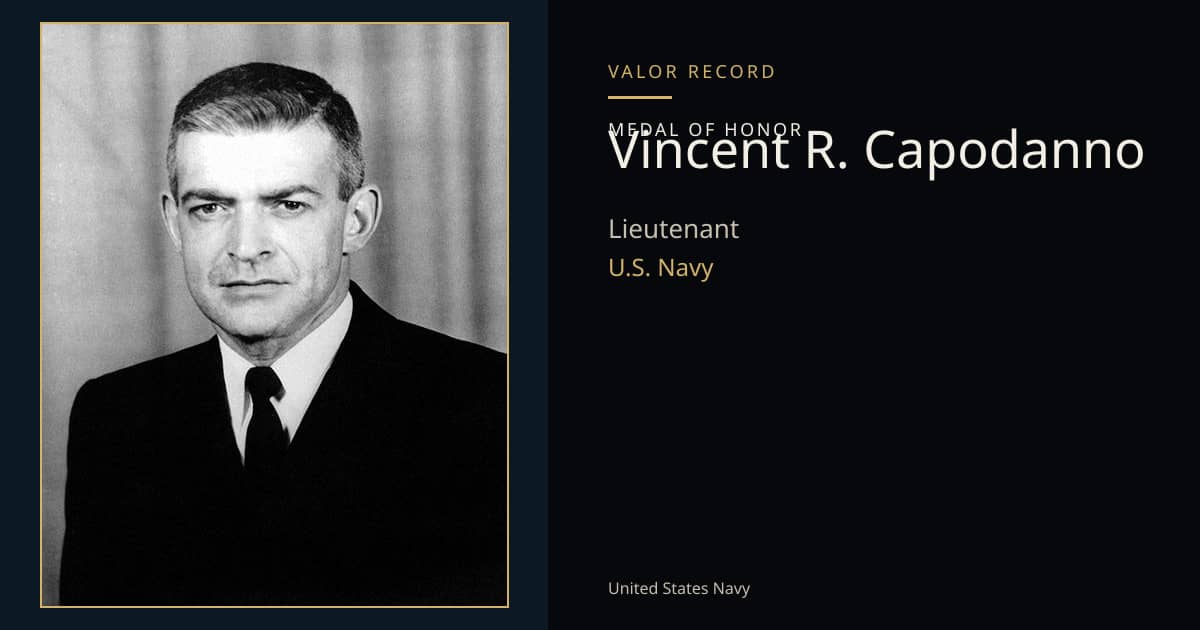 VALOR RECORD
MEDAL OF HONOR
Vincent R. Capodanno
Lieutenant
U.S. Navy
United States Navy